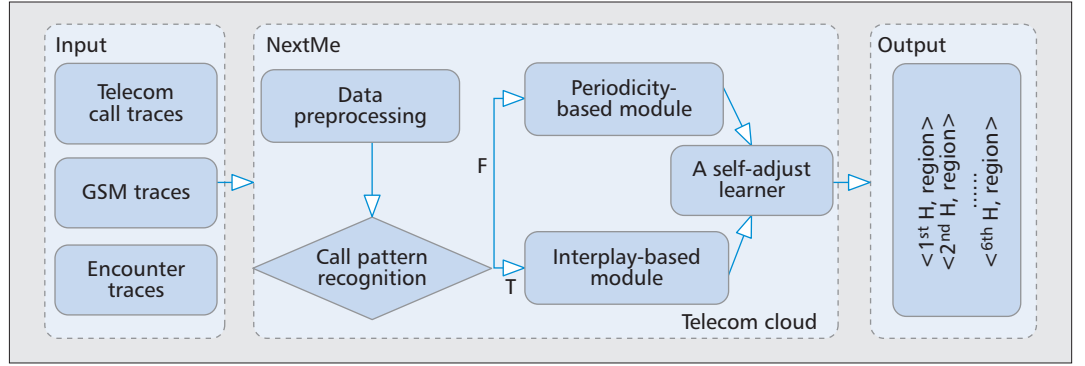 Input
Telecom
call traces
GSM traces
Encounter
traces
NextMe
Data
preprocessing
Call pattern
recognition
F
T
Periodicity-
based module
Interplay-based
module
A self-adjust
learner
Telecom cloud
Output
<1st H, region>
<2nd H, region>
......
<6th H, region>